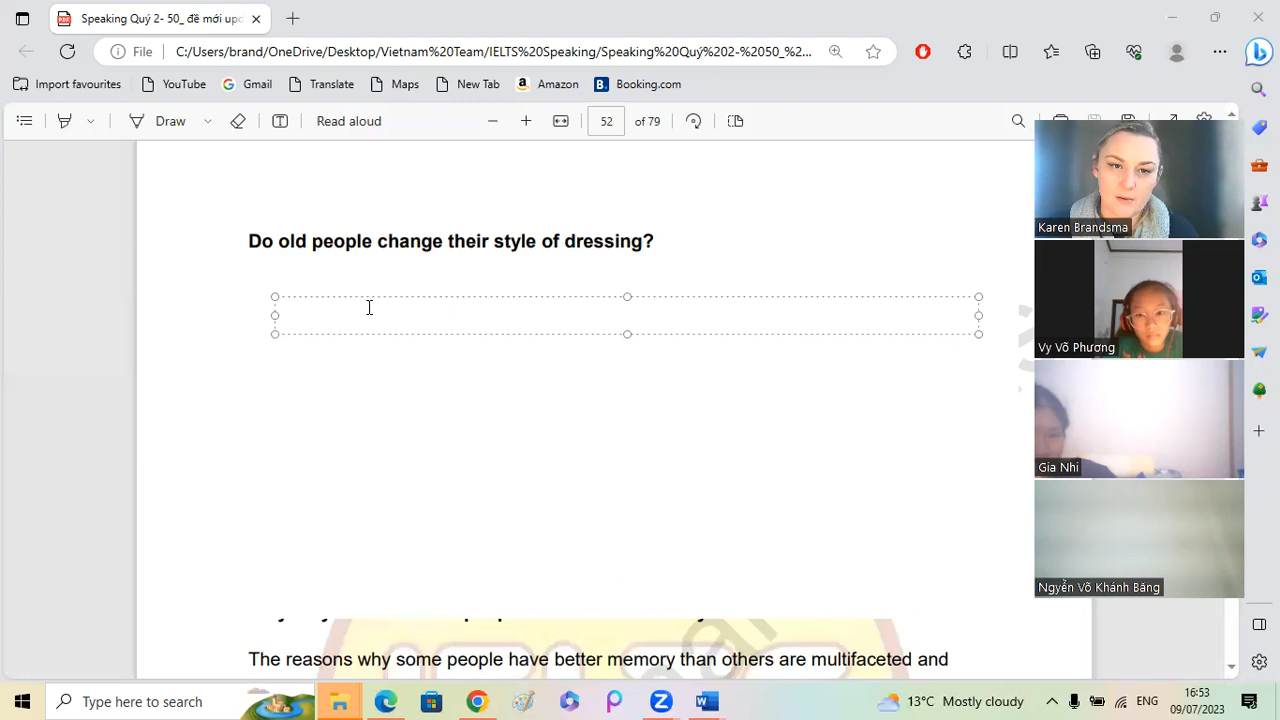 Speaking Quý 2- 50_ đề mới upd
File
C:/Users/brand/OneDrive/Desktop/Vietnam%20Team/IELTS%20Speaking/Speaking%20Quý%202-%2050_%2...
Import favourites
YouTube
Gmail
Translate
Maps
New Tab
Amazon
Booking.com
Draw
Read aloud
52
of 79
Do old people change their style of dressing?
The reasons why some people have better memory than others are multifaceted and
Karen Brandsma
Vy Võ Phương
Gia Nhi
Nguyễn Võ Khánh Băng
Type here to search
13°C Mostly cloudy
ENG
16:53
09/07/2023